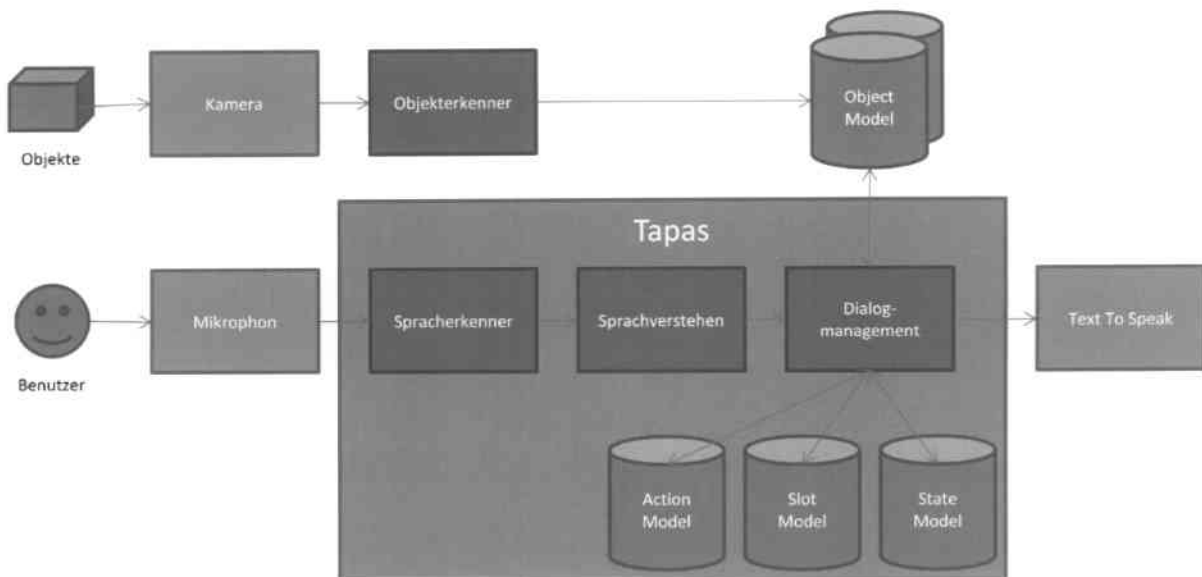 Kamera
Objekterkenner
Object
Model
Objekte
Tapas
Mikrophon
Spracherkenner
Sprachverstehen
Dialog-
management
Text To Speak
Benutzer
Action
Model
Slot
Model
State
Model